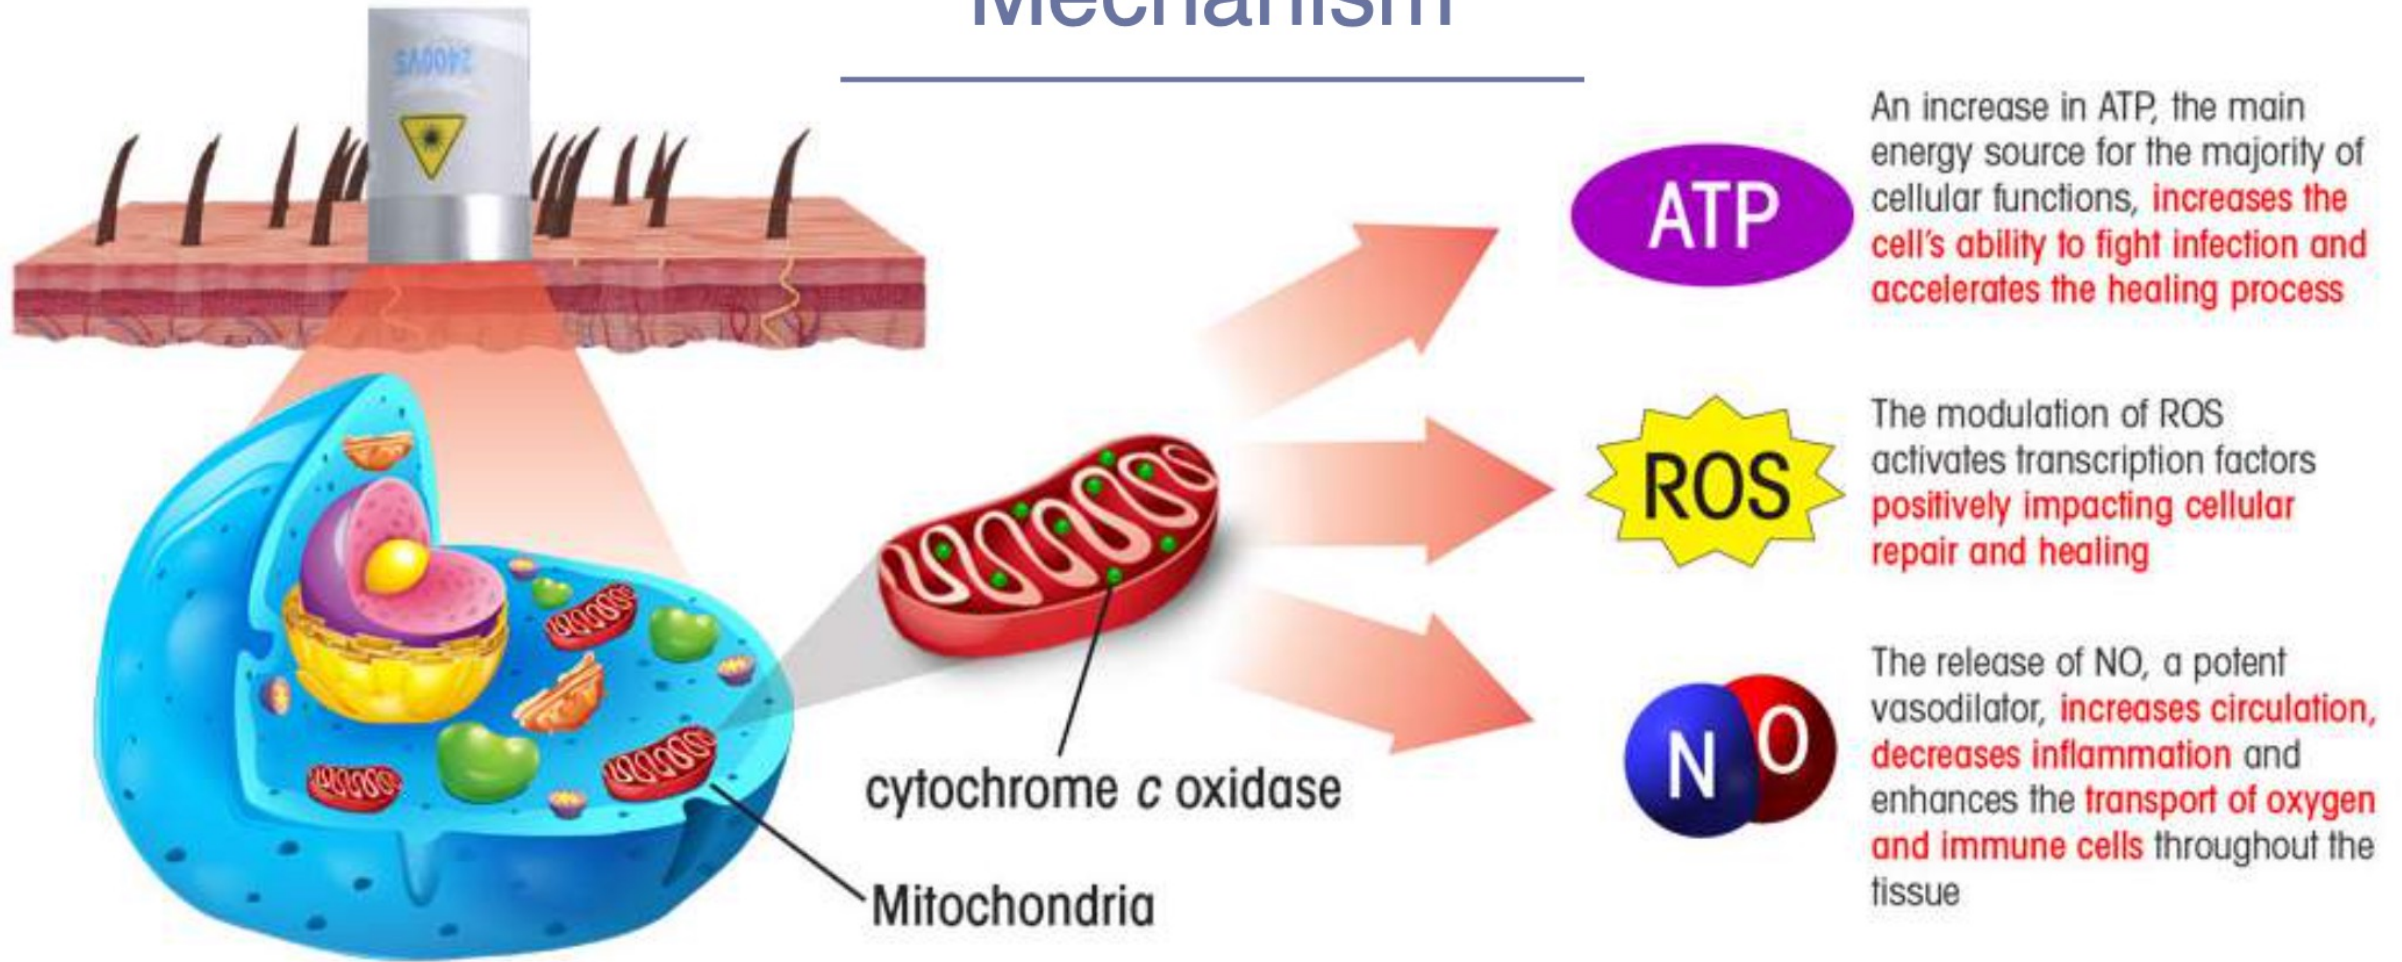 Mechanism
An increase in ATP, the main
energy source for the majority of
cellular functions, increases the
cell's ability to fight infection and
accelerates the healing process
ATP
The modulation of ROS
activates transcription factors
positively impacting cellular
repair and healing
ROS
The release of NO, a potent
vasodilator, increases circulation,
decreases inflammation and
enhances the transport of oxygen
and immune cells throughout the
tissue
N O
cytochrome c oxidase
Mitochondria